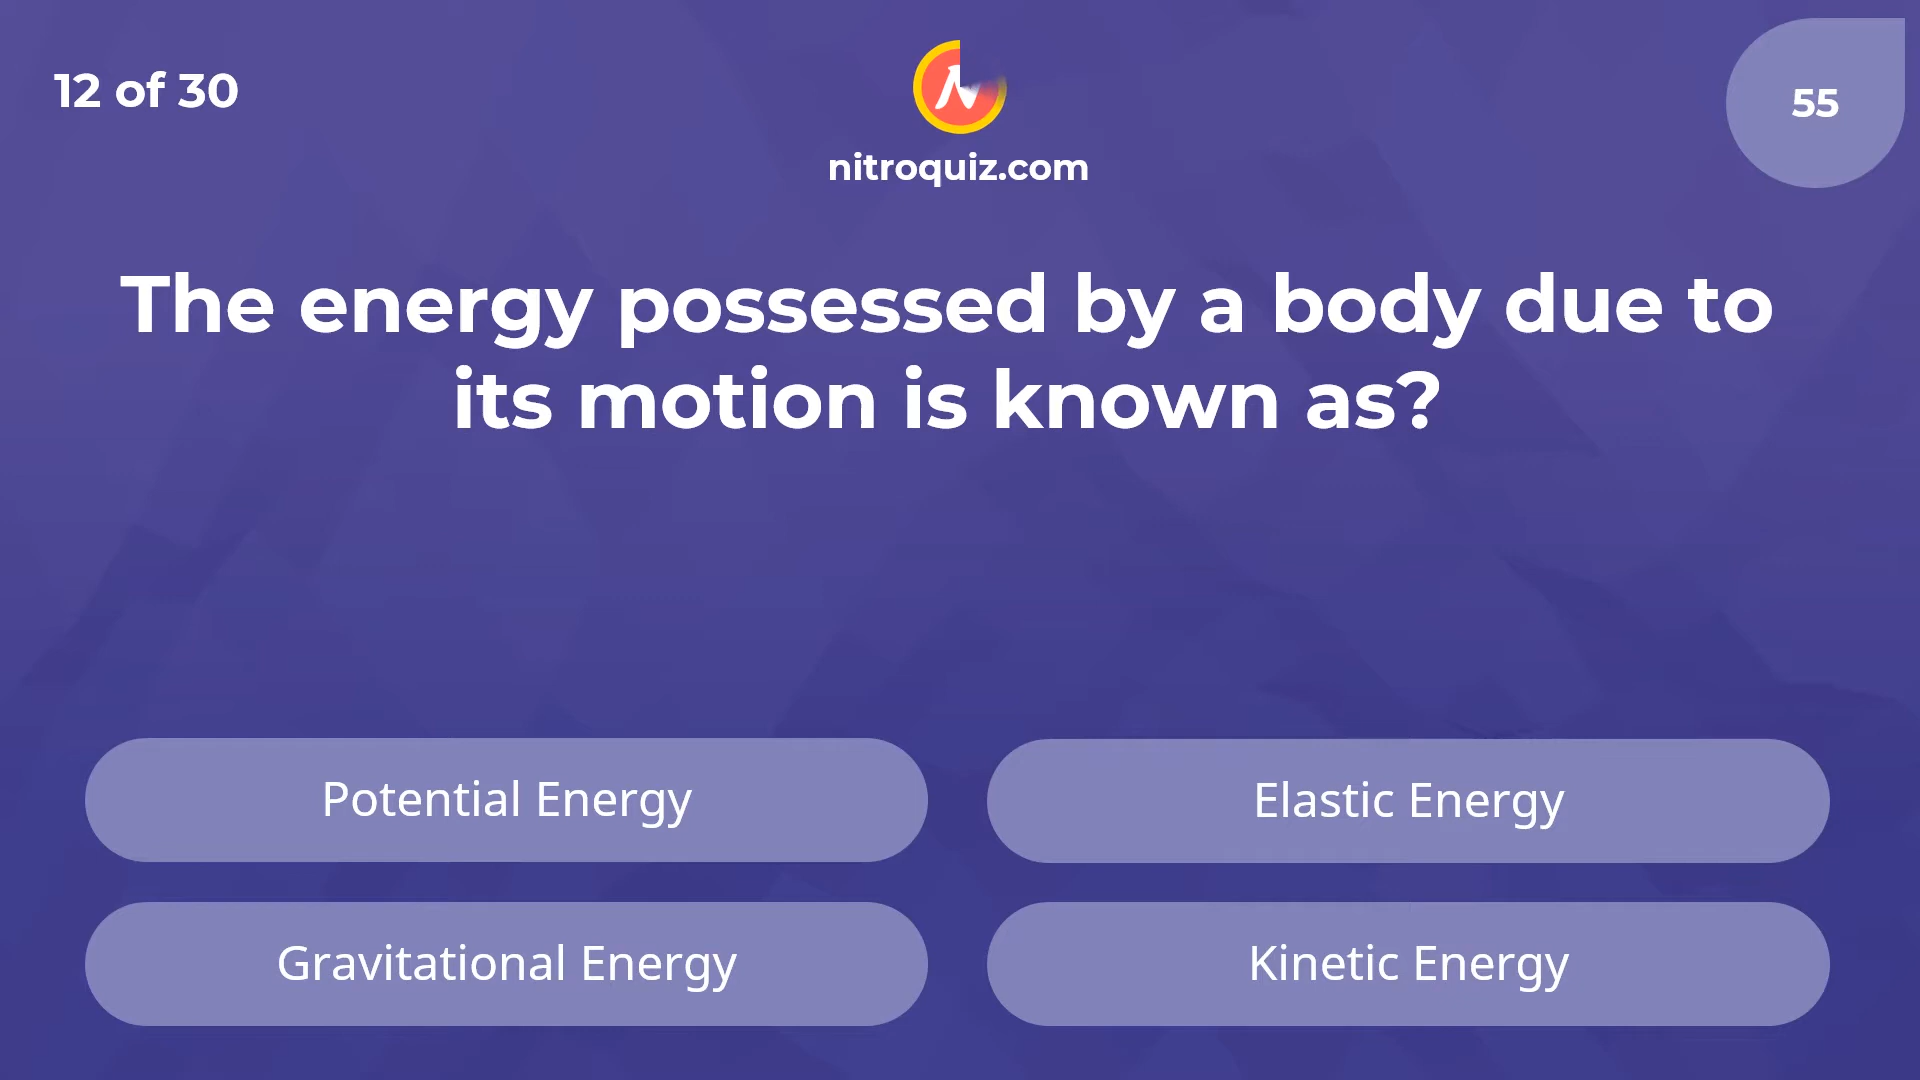 12 of 30
nitroquiz.com
55
The energy possessed by a body due to
its motion is known as?
Potential Energy
Elastic Energy
Gravitational Energy
Kinetic Energy